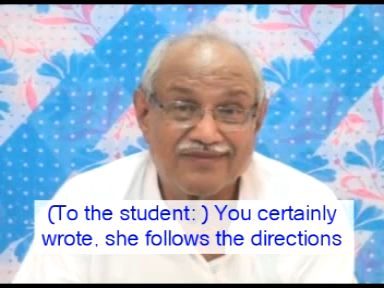 (To the student: ) You certainly
wrote, she follows the directions